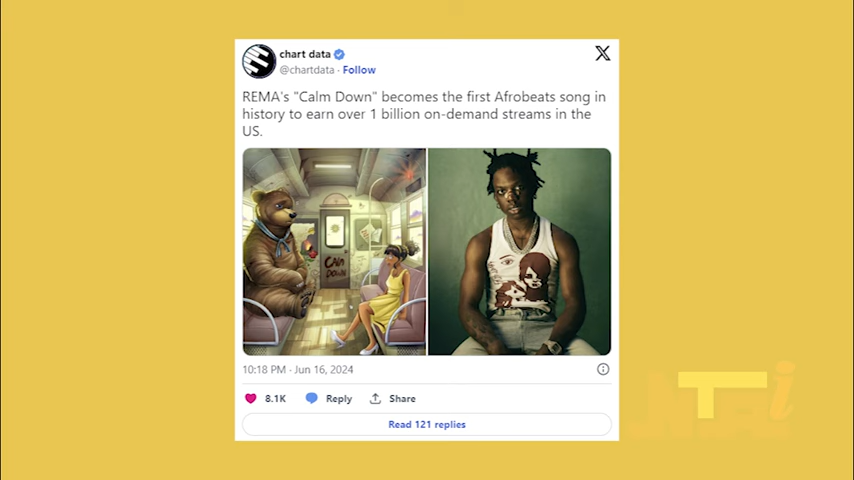 chart data
@chartdata · Follow
REMA's "Calm Down" becomes the first Afrobeats song in
history to earn over 1 billion on-demand streams in the
US.
CALM
DOWN
10:18 PM · Jun 16, 2024
8.1K Reply Share
Read 121 replies